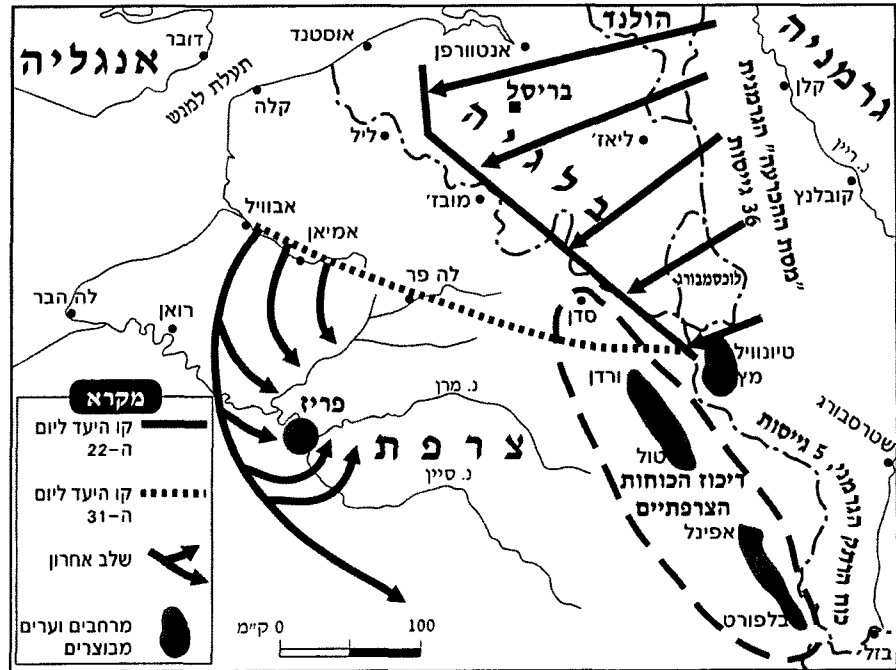 אנגליה
דובר
תעלת למנש
קלה
אוסטנד
אנטוורפן
הולנד
גרמניה
קלן
נ. ריין
קובלנץ
בריסל
בלגיה
ליאז׳
ליל
מובז׳
"מסת ההכרעה" הגרמנית
36 גייסות
לוכסמבורג
אבוויל
אמיאן
לה פר
סדן
לה הבר
רואן
טיונוויל
מץ
ורדן
פריז
נ. מרן
נ. סיין
צרפת
טול
ריכוז הכוחות
הצרפתיים
אפינל
בלפורט
שטרסבורג
כוח הרתק הגרמני, 5 גייסות
בזל
מקרא
קו היעד ליום
ה-22
קו היעד ליום
ה-31
שלב אחרון
מרחבים וערים
מבוצרים
100 0 ק״מ